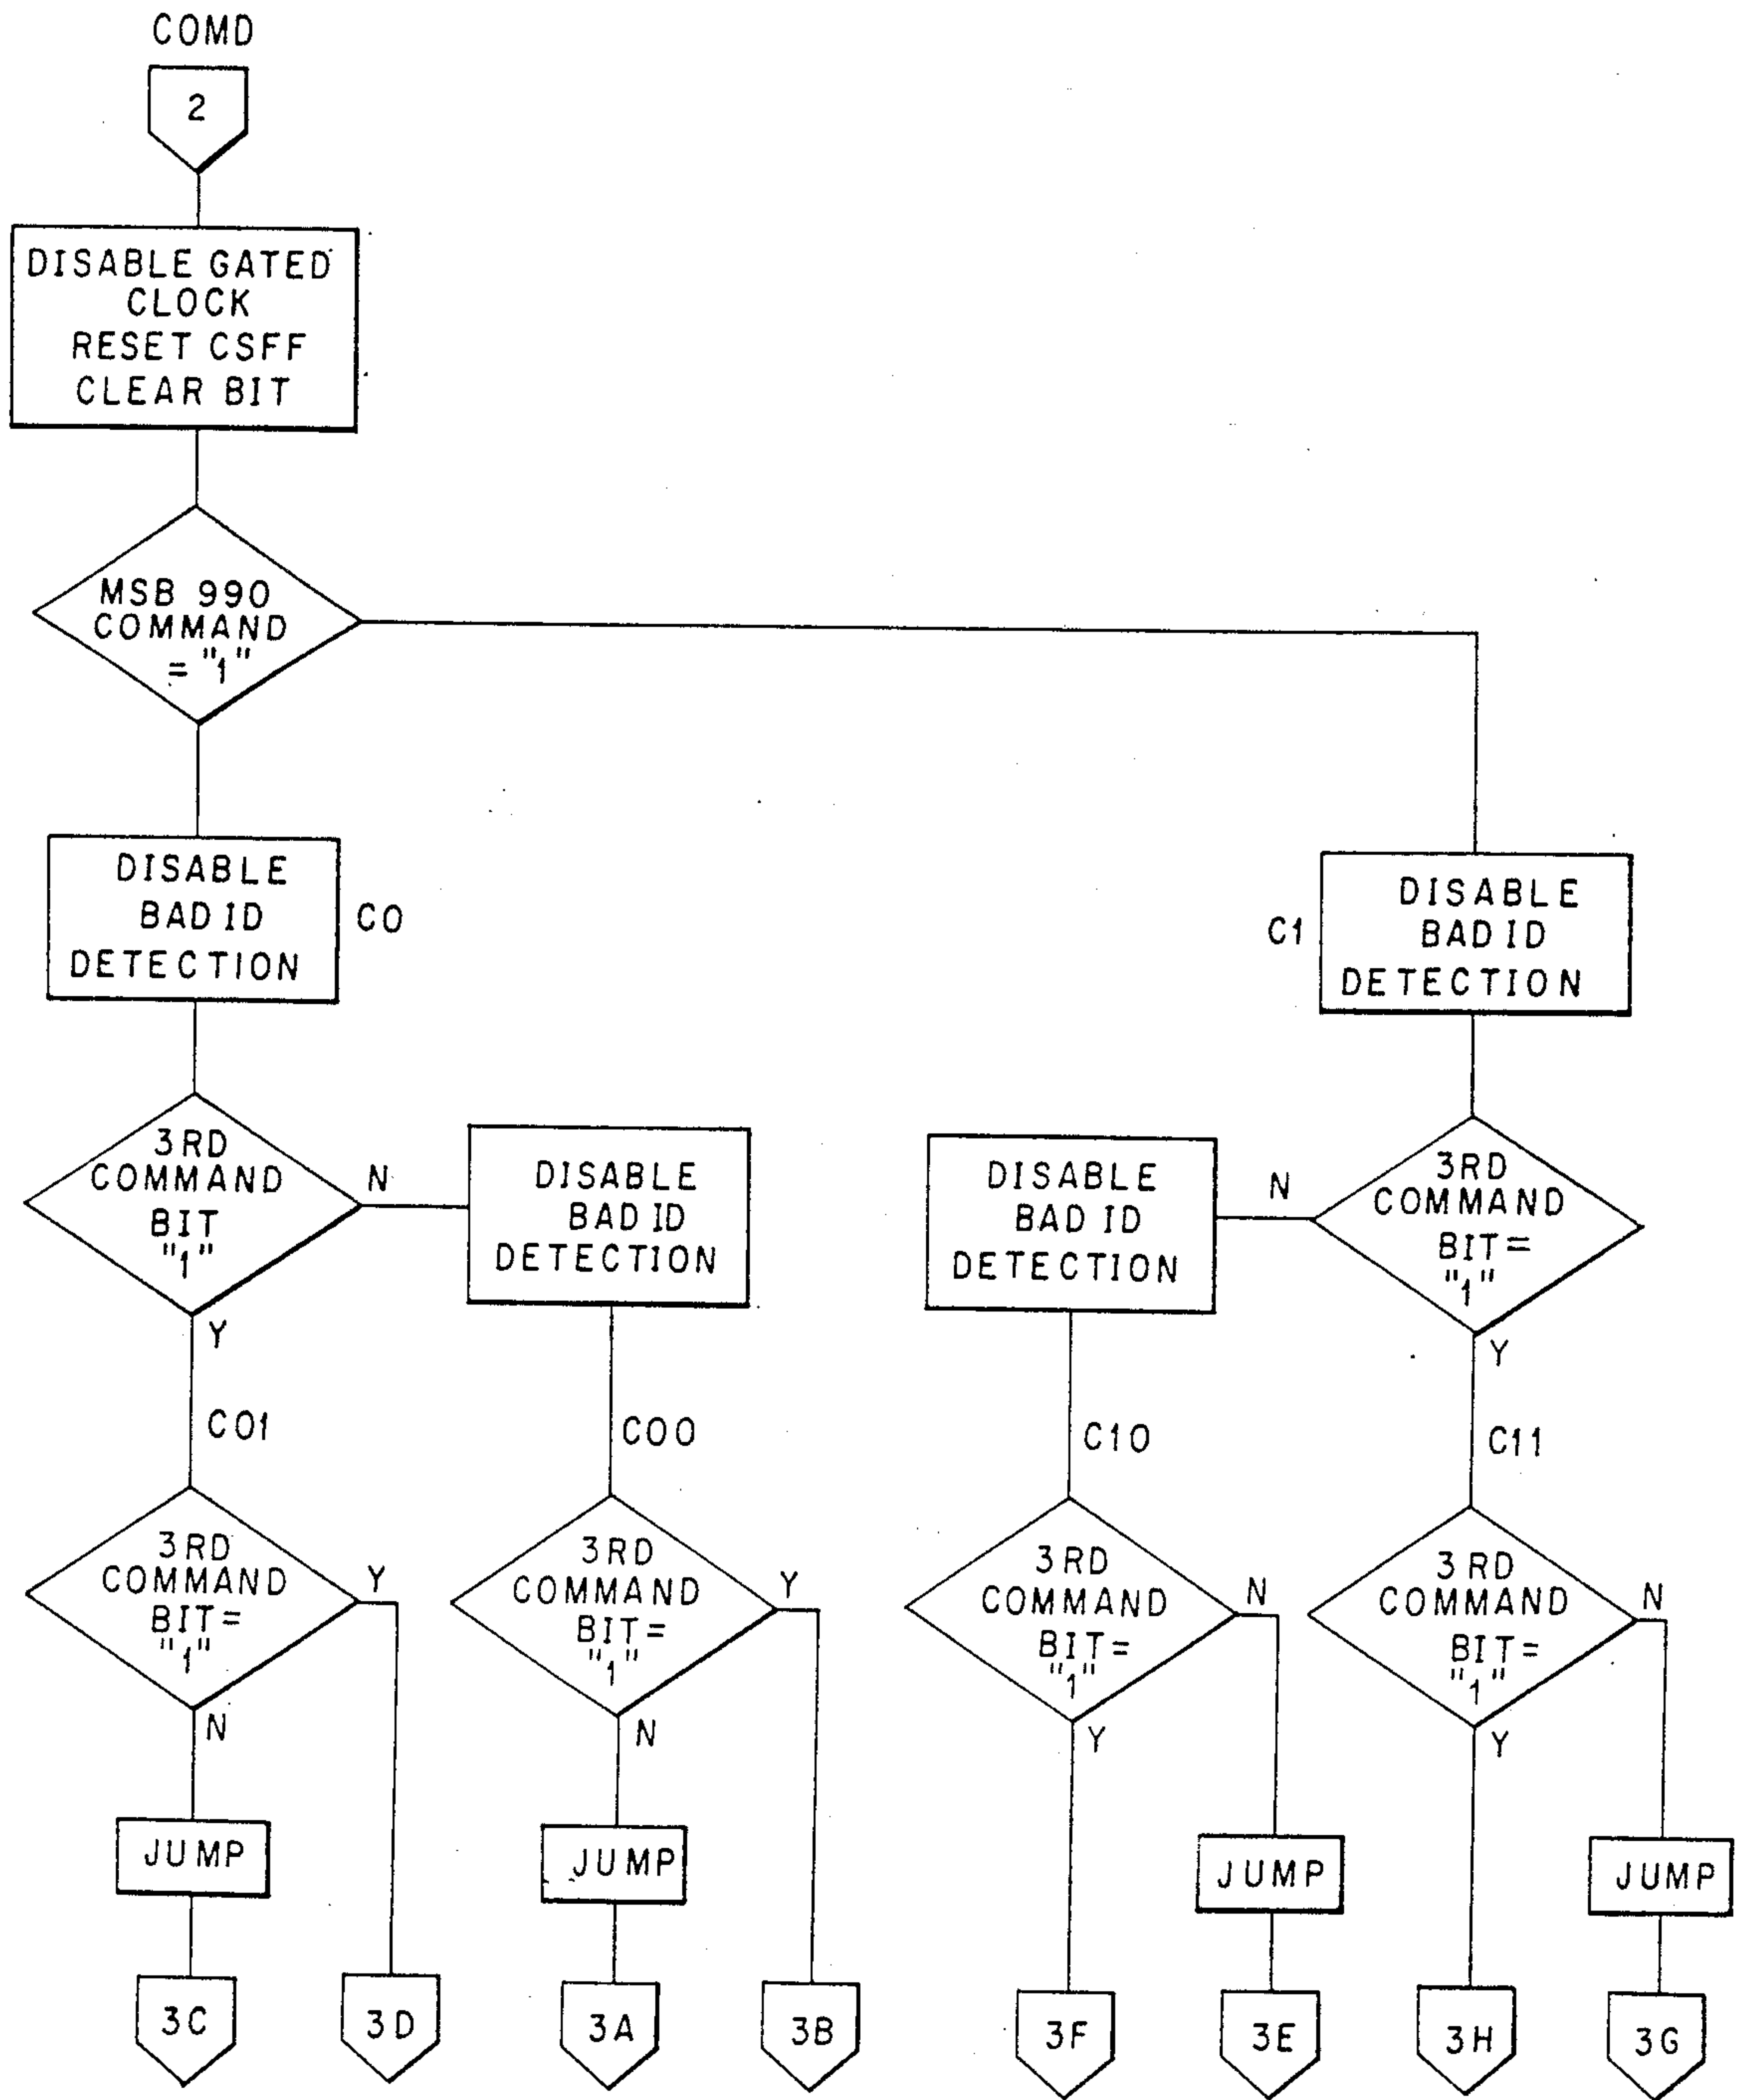 COMD
2
DISABLE GATED
CLOCK
RESET CSFF
CLEAR BIT
MSB 990
COMMAND
= "1"
DISABLE
BAD ID
DETECTION
C0
C1
DISABLE
BAD ID
DETECTION
3RD
COMMAND
BIT
"1"
N
Y
DISABLE
BAD ID
DETECTION
DISABLE
BAD ID
DETECTION
N
3RD
COMMAND
BIT=
"1"
Y
C01
C00
C10
C11
3RD
COMMAND
BIT=
"1"
Y
N
3RD
COMMAND
BIT=
"1"
Y
N
3RD
COMMAND
BIT=
"1"
N
Y
3RD
COMMAND
BIT=
"1"
N
Y
JUMP
JUMP
JUMP
JUMP
3C
3D
3A
3B
3F
3E
3H
3G